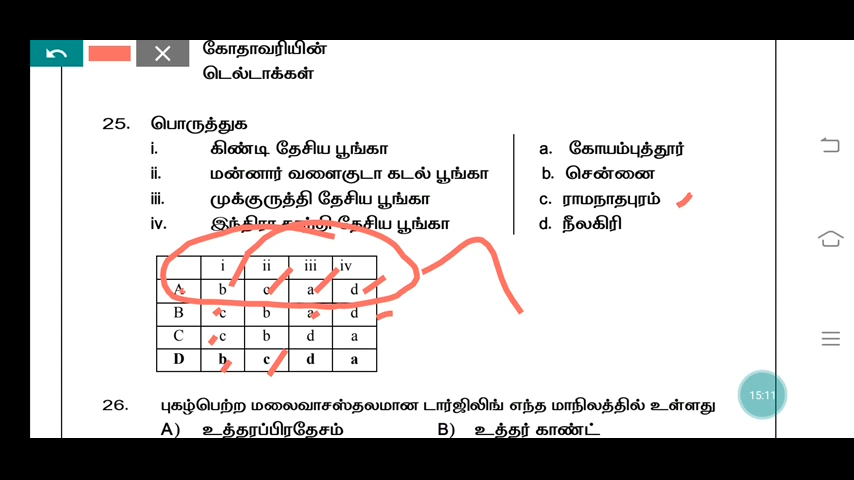 கோதாவரியின்
டெல்டாக்கள்
25. பொருத்துக
i. கிண்டி தேசிய பூங்கா a. கோயம்புத்தூர்
ii. மன்னார் வளைகுடா கடல் பூங்கா b. சென்னை
iii. முக்குருத்தி தேசிய பூங்கா c. ராமநாதபுரம்
iv. இந்திரா காந்தி தேசிய பூங்கா d. நீலகிரி
i ii iii iv
A b c a d
B c b a d
C c b d a
D b c d a
26. புகழ்பெற்ற மலைவாசஸ்தலமான டார்ஜிலிங் எந்த மாநிலத்தில் உள்ளது
A) உத்தரப்பிரதேசம் B) உத்தர் காண்ட்
15:11